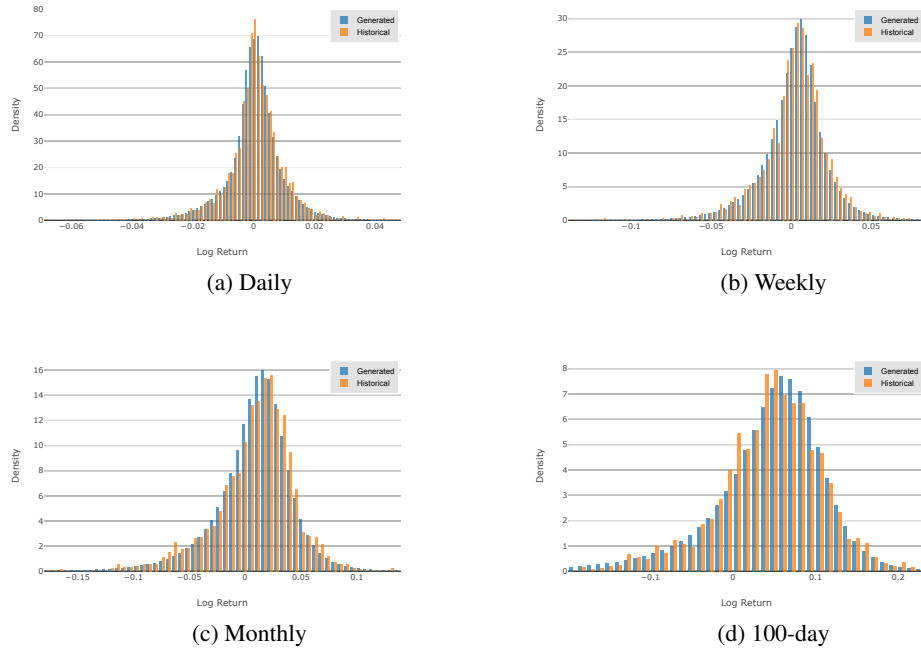 80
70
60
50
40
30
20
10
0
Density
−0.06
−0.04
−0.02
0
0.02
0.04
Log Return
Generated
Historical
(a) Daily
30
25
20
15
10
5
0
Density
−0.1
−0.05
0
0.05
Log Return
Generated
Historical
(b) Weekly
16
14
12
10
8
6
4
2
0
Density
−0.15
−0.1
−0.05
0
0.05
0.1
Log Return
Generated
Historical
(c) Monthly
8
7
6
5
4
3
2
1
0
Density
−0.1
0
0.1
0.2
Log Return
Generated
Historical
(d) 100-day